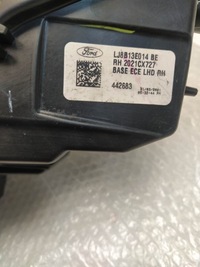 Ford
LJ8B13E014 BE
RH 2021CX727
BASE ECE LHD RH
442683